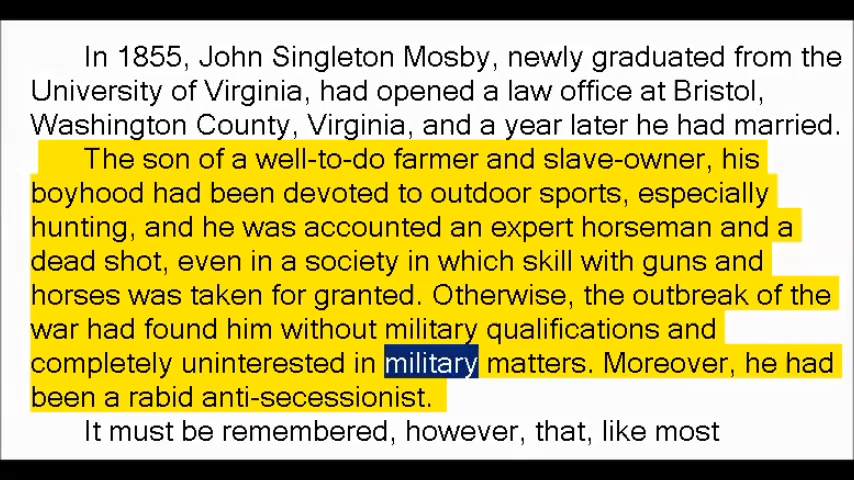 In 1855, John Singleton Mosby, newly graduated from the
University of Virginia, had opened a law office at Bristol,
Washington County, Virginia, and a year later he had married.
The son of a well-to-do farmer and slave-owner, his
boyhood had been devoted to outdoor sports, especially
hunting, and he was accounted an expert horseman and a
dead shot, even in a society in which skill with guns and
horses was taken for granted. Otherwise, the outbreak of the
war had found him without military qualifications and
completely uninterested in military matters. Moreover, he had
been a rabid anti-secessionist.
It must be remembered, however, that, like most